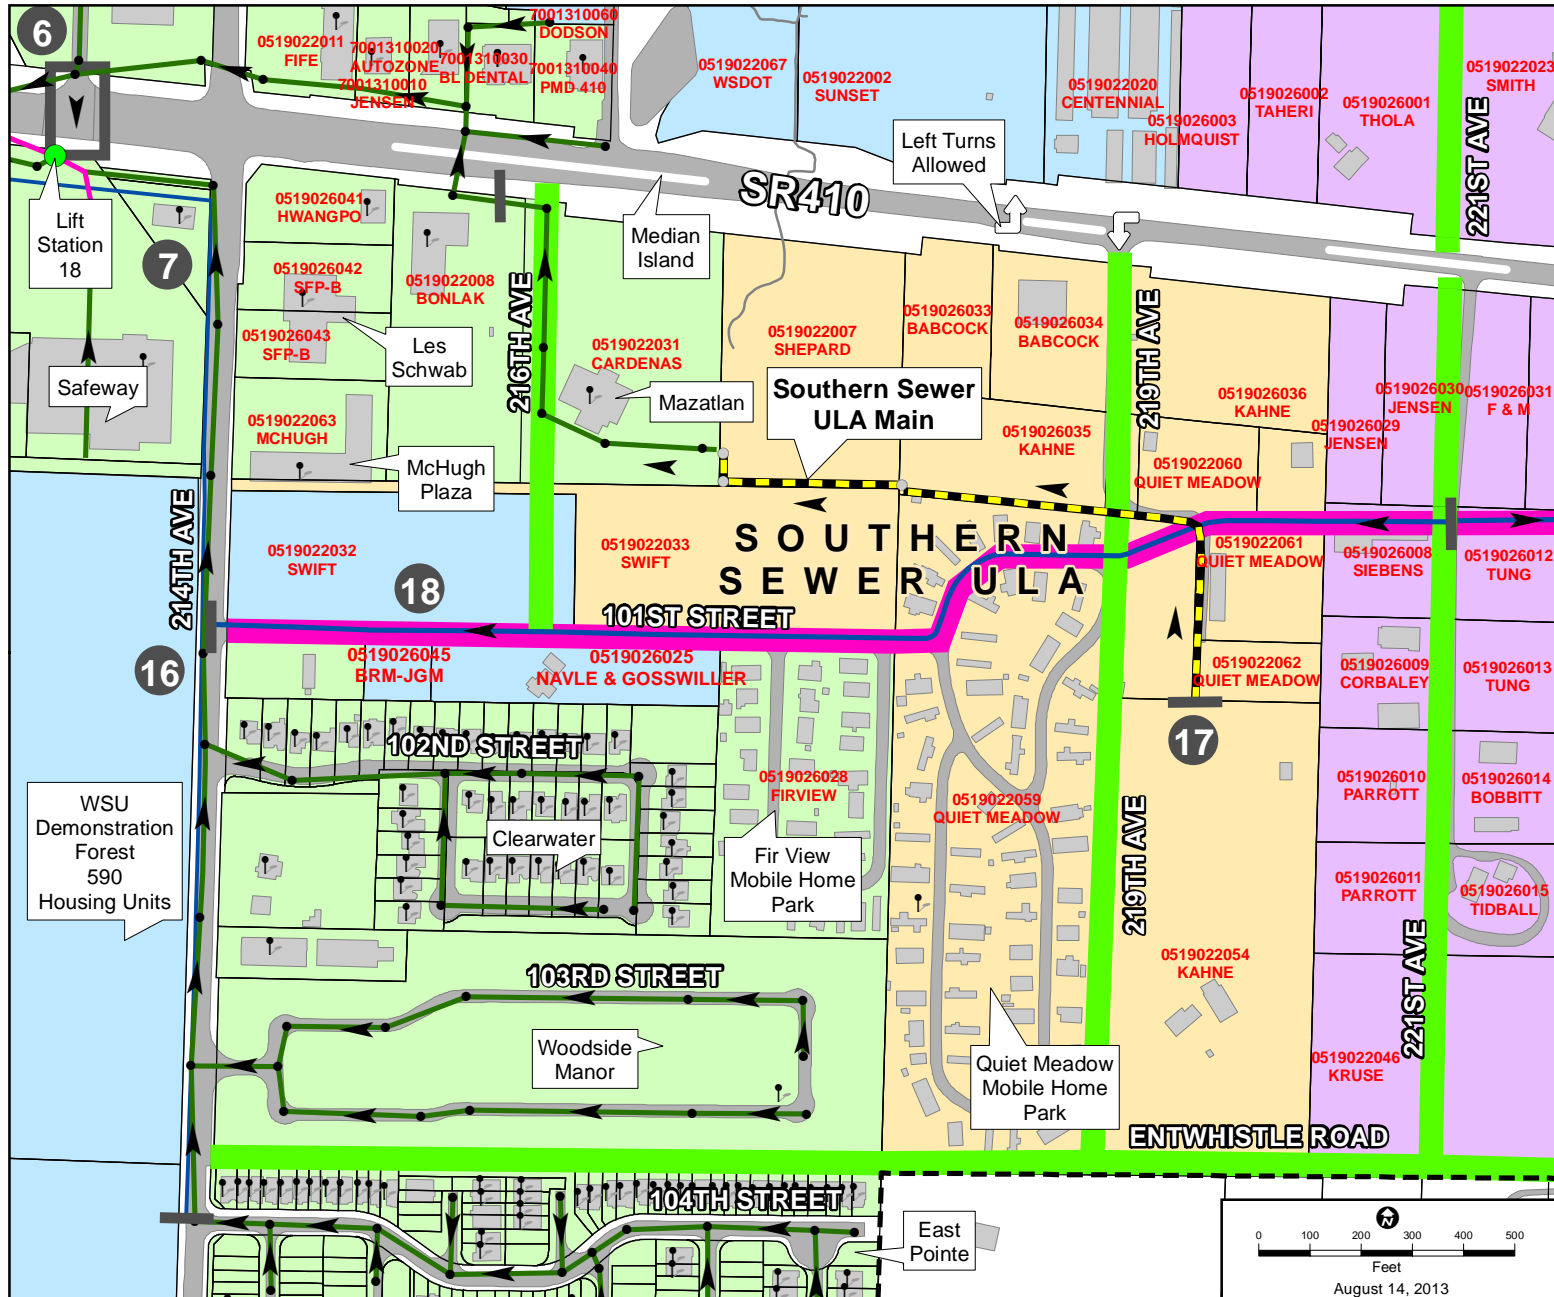 6
0519022011
FIFE
7001310020
AUTOZONE
7001310010
JENSEN
7001310030
BL DENTAL
7001310060
DODSON
7001310040
PMD 410
0519022067
WSDOT
0519022002
SUNSET
0519022020
CENTENNIAL
0519026003
HOLMQUIST
0519026002
TAHERI
0519026001
THOLA
0519022023
SMITH
221ST AVE
Left Turns
Allowed
SR410
Median
Island
Lift
Station
18
7
0519026041
HWANGPO
0519026042
SFP-B
0519026043
SFP-B
0519022008
BONLAK
Les
Schwab
216TH AVE
0519022031
CARDENAS
Mazatlan
0519022007
SHEPARD
0519026033
BABCOCK
0519026034
BABCOCK
219TH AVE
0519026036
KAHNE
0519026029
JENSEN
0519026030
JENSEN
0519026031
F & M
Safeway
0519022063
MCHUGH
McHugh
Plaza
Southern Sewer
ULA Main
0519026035
KAHNE
0519022060
QUIET MEADOW
214TH AVE
0519022032
SWIFT
18
0519022033
SWIFT
SOUTHERN
SEWER ULA
0519022061
QUIET MEADOW
0519026008
SIEBENS
0519026012
TUNG
101ST STREET
16
0519026045
BRM-JGM
0519026025
NAVLE & GOSSWILLER
0519022062
QUIET MEADOW
0519026009
CORBALEY
0519026013
TUNG
17
102ND STREET
0519026028
FIRVIEW
0519022059
QUIET MEADOW
0519026010
PARROTT
0519026014
BOBBITT
WSU
Demonstration
Forest
590
Housing Units
Clearwater
Fir View
Mobile Home
Park
219TH AVE
0519026011
PARROTT
0519026015
TIDBALL
0519022054
KAHNE
221ST AVE
103RD STREET
Woodside
Manor
Quiet Meadow
Mobile Home
Park
0519022046
KRUSE
ENTWHISTLE ROAD
104TH STREET
East
Pointe
N
0 100 200 300 400 500
Feet
August 14, 2013